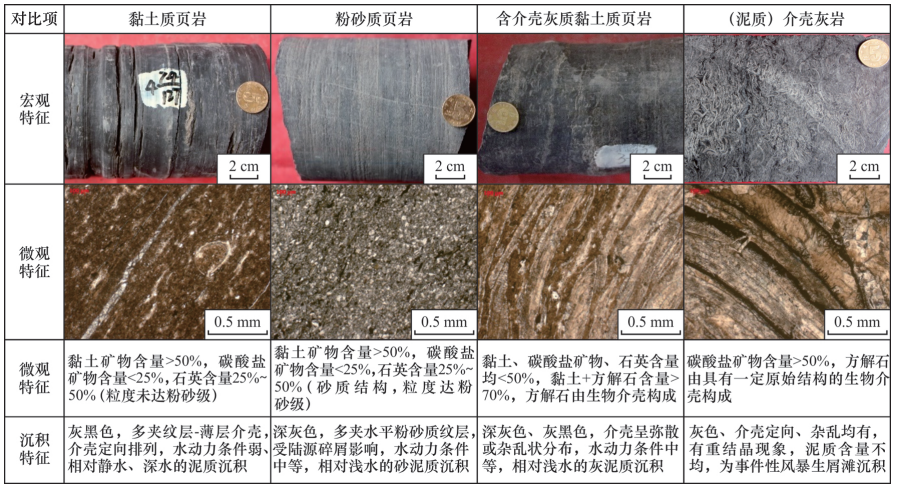 对比项 黏土质页岩 粉砂质页岩 含介壳灰质黏土质页岩 (泥质)介壳灰岩
宏观
特征
2 cm 2 cm 2 cm 2 cm
微观
特征
0.5 mm 0.5 mm 0.5 mm 0.5 mm
微观
特征
黏土矿物含量>50%，碳酸盐
矿物含量<25%,石英含量25%~
50%(粒度未达粉砂级)
黏土矿物含量>50%，碳酸盐
矿物含量<25%,石英含量25%~
50%(砂质结构,粒度达粉
砂级)
黏土、碳酸盐矿物、石英含量
均<50%，黏土+方解石含量>
70%，方解石由生物介壳构成
碳酸盐矿物含量>50%，方解石
由具有一定原始结构的生物介
壳构成
沉积
特征
灰黑色，多夹纹层-薄层介壳，
介壳定向排列，水动力条件弱、
相对静水、深水的泥质沉积
深灰色，多夹水平粉砂质纹层，
受陆源碎屑影响，水动力条件
中等，相对浅水的砂泥质沉积
深灰色、灰黑色，介壳呈弥散
或杂乱状分布，水动力条件中
等，相对浅水的灰泥质沉积
灰色、介壳定向、杂乱均有，
有重结晶现象，泥质含量不
均，为事件性风暴生屑滩沉积